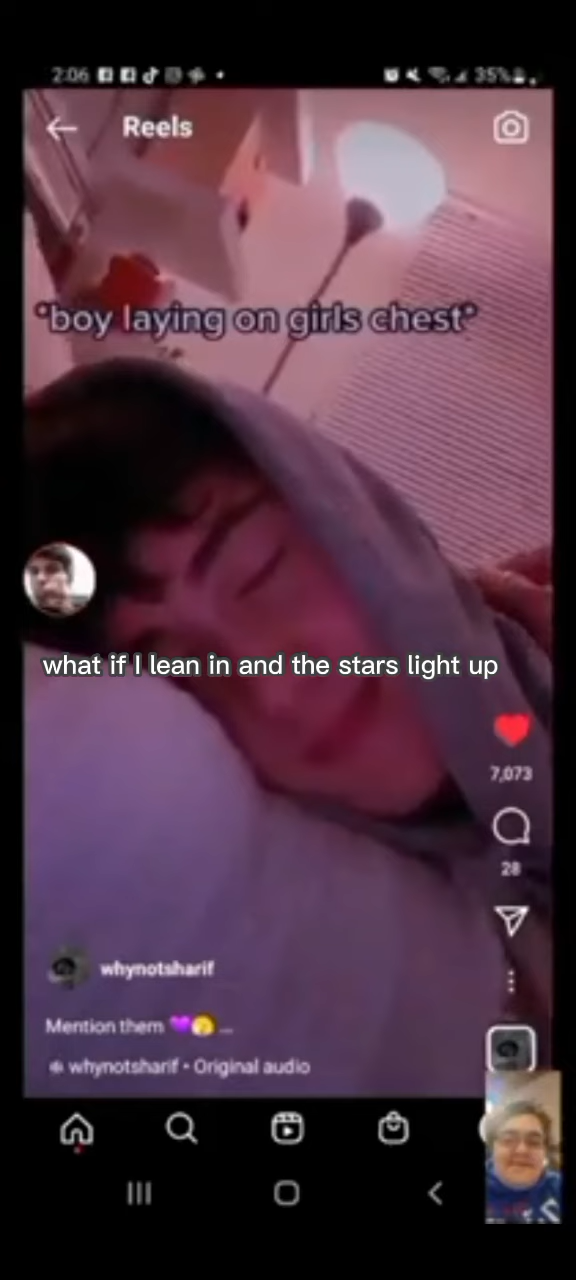 2:06
35%
Reels
*boy laying on girls chest*
what if I lean in and the stars light up
7,073
28
whynotsharif
Mention them 💜🫣 ...
whynotsharif • Original audio